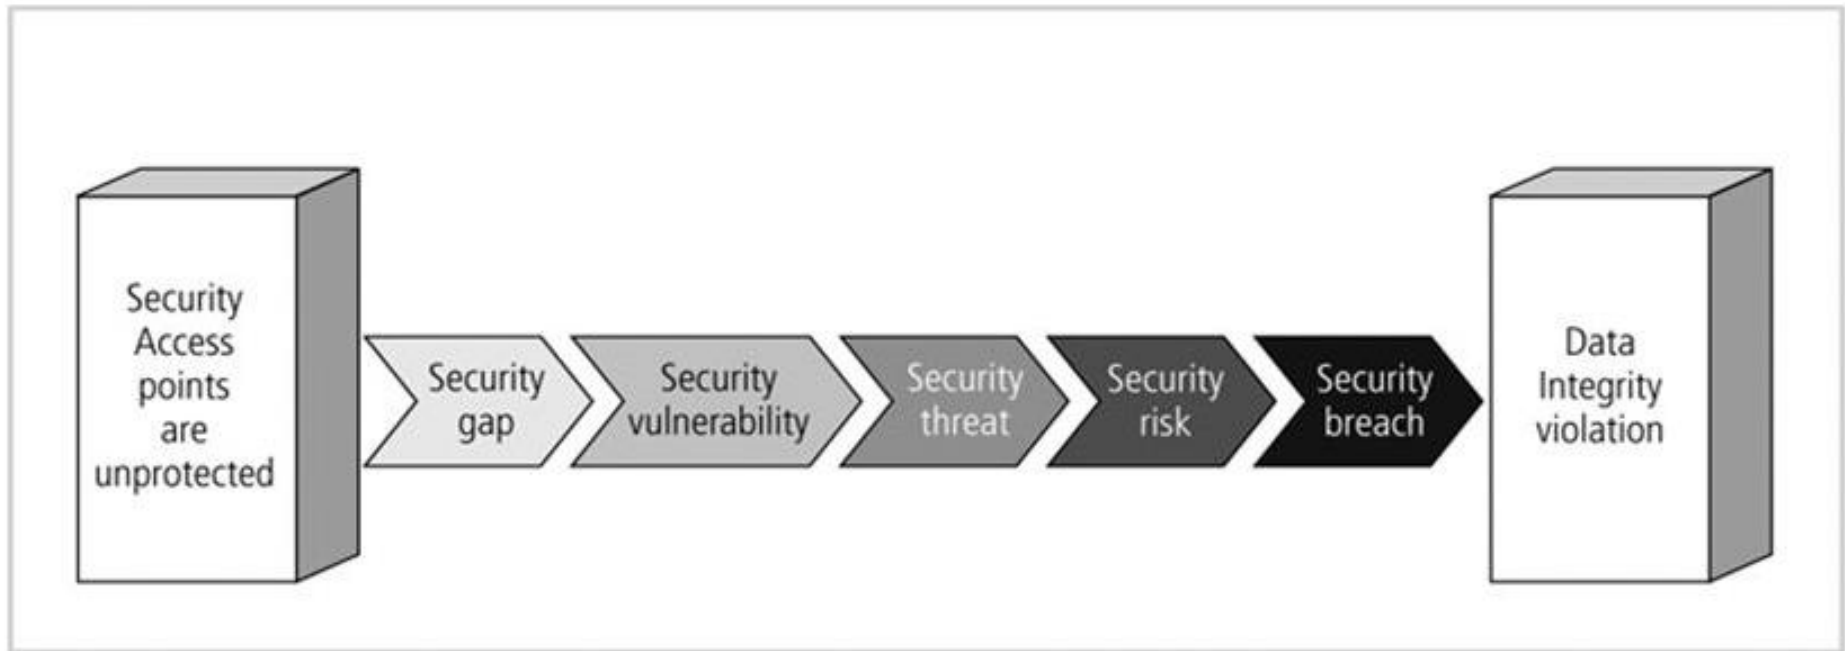 Security
Access
points
are
unprotected
Security
gap
Security
vulnerability
Security
threat
Security
risk
Security
breach
Data
Integrity
violation